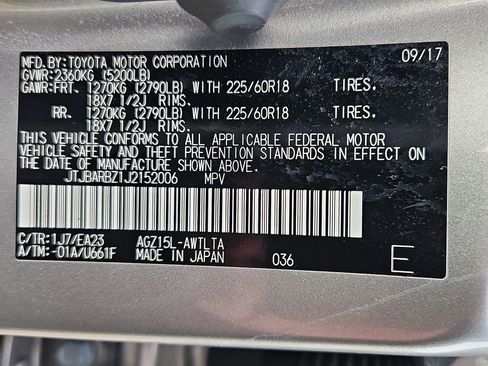 MFD.BY:TOYOTA MOTOR CORPORATION 09/17
GVWR:2360KG (5200LB)
GAWR:FRT. 1270KG (2790LB) WITH 225/60R18 TIRES.
18X7 1/2J RIMS.
RR. 1270KG (2790LB) WITH 225/60R18 TIRES.
18X7 1/2J RIMS.
THIS VEHICLE CONFORMS TO ALL APPLICABLE FEDERAL MOTOR
VEHICLE SAFETY AND THEFT PREVENTION STANDARDS IN EFFECT ON
THE DATE OF MANUFACTURE SHOWN ABOVE.
JTJBARBZ1J2152006 MPV
C/TR:1J7/EA23 AGZ15L-AWTLTA
A/TM:-01A/U661F MADE IN JAPAN 036 E